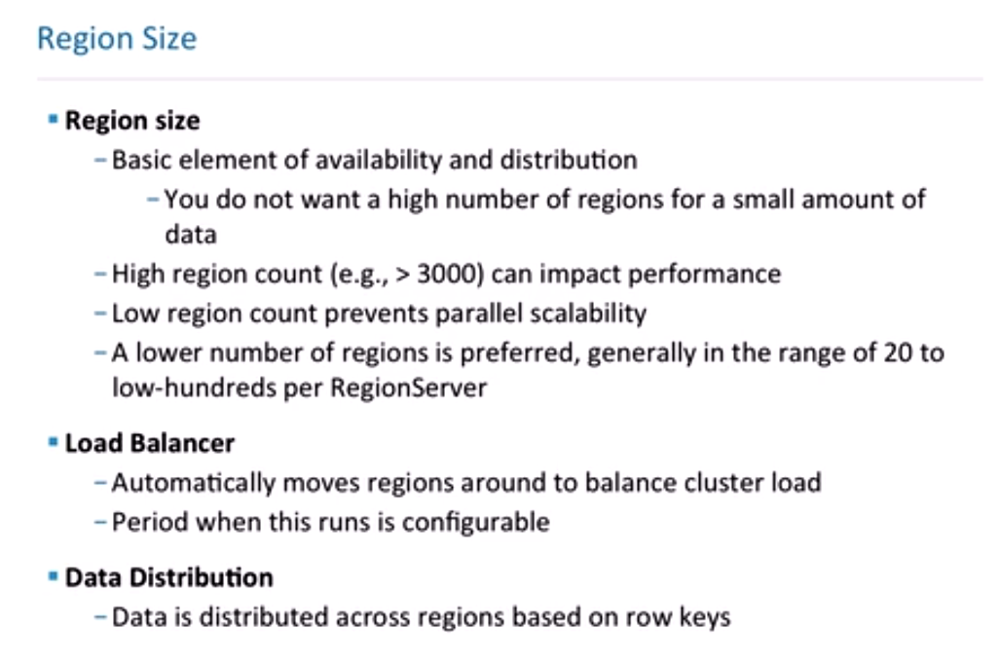 Region Size
▪ Region size
– Basic element of availability and distribution
– You do not want a high number of regions for a small amount of
data
– High region count (e.g., > 3000) can impact performance
– Low region count prevents parallel scalability
– A lower number of regions is preferred, generally in the range of 20 to
low-hundreds per RegionServer
▪ Load Balancer
– Automatically moves regions around to balance cluster load
– Period when this runs is configurable
▪ Data Distribution
– Data is distributed across regions based on row keys